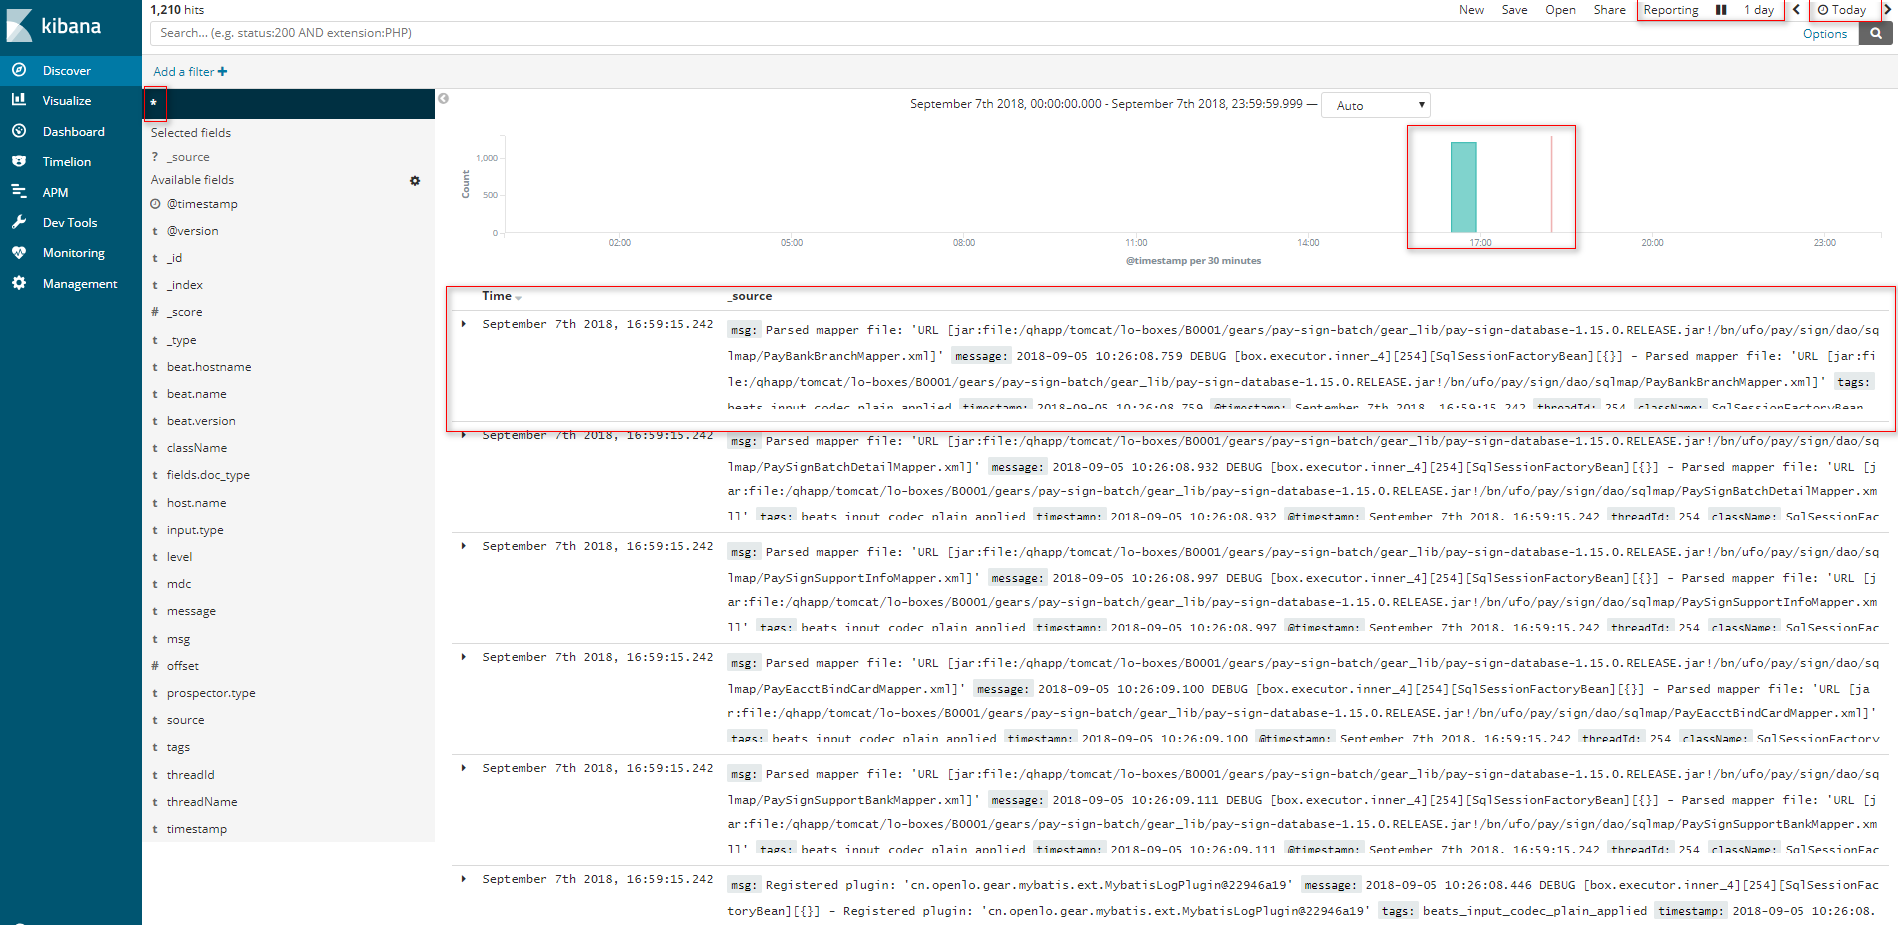 kibana
Discover
Visualize
Dashboard
Timelion
APM
Dev Tools
Monitoring
Management
1,210 hits
New Save Open Share Reporting 1 day Today
Search... (e.g. status:200 AND extension:PHP)
Options
Add a filter
*
Selected fields
? _source
Available fields
@timestamp
t @version
t _id
t _index
# _score
t _type
t beat.hostname
t beat.name
t beat.version
t className
t fields.doc_type
t host.name
t input.type
t level
t mdc
t message
t msg
# offset
t prospector.type
t source
t tags
t threadId
t threadName
t timestamp
September 7th 2018, 00:00:00.000 - September 7th 2018, 23:59:59.999 — Auto
Count
1,000
500
0
02:00 05:00 08:00 11:00 14:00 17:00 20:00 23:00
@timestamp per 30 minutes
Time _source
September 7th 2018, 16:59:15.242 msg: Parsed mapper file: 'URL [jar:file:/qhapp/tomcat/lo-boxes/B0001/gears/pay-sign-batch/gear_lib/pay-sign-database-1.15.0.RELEASE.jar!/bn/ufo/pay/sign/dao/sq
lmap/PayBankBranchMapper.xml]' message: 2018-09-05 10:26:08.759 DEBUG [box.executor.inner_4][254][SqlSessionFactoryBean][{}] - Parsed mapper file: 'URL [jar:fi
le:/qhapp/tomcat/lo-boxes/B0001/gears/pay-sign-batch/gear_lib/pay-sign-database-1.15.0.RELEASE.jar!/bn/ufo/pay/sign/dao/sqlmap/PayBankBranchMapper.xml]' tags:
beats_input_codec_plain_applied timestamp: 2018-09-05 10:26:08.759 @timestamp: September 7th 2018, 16:59:15.242 threadId: 254 className: SqlSessionFactoryBean
September 7th 2018, 16:59:15.242 msg: Parsed mapper file: 'URL [jar:file:/qhapp/tomcat/lo-boxes/B0001/gears/pay-sign-batch/gear_lib/pay-sign-database-1.15.0.RELEASE.jar!/bn/ufo/pay/sign/dao/sq
lmap/PaySignBatchDetailMapper.xml]' message: 2018-09-05 10:26:08.932 DEBUG [box.executor.inner_4][254][SqlSessionFactoryBean][{}] - Parsed mapper file: 'URL [
jar:file:/qhapp/tomcat/lo-boxes/B0001/gears/pay-sign-batch/gear_lib/pay-sign-database-1.15.0.RELEASE.jar!/bn/ufo/pay/sign/dao/sqlmap/PaySignBatchDetailMapper.xm
l]' tags: beats_input_codec_plain_applied timestamp: 2018-09-05 10:26:08.932 @timestamp: September 7th 2018, 16:59:15.242 threadId: 254 className: SqlSessionFac
September 7th 2018, 16:59:15.242 msg: Parsed mapper file: 'URL [jar:file:/qhapp/tomcat/lo-boxes/B0001/gears/pay-sign-batch/gear_lib/pay-sign-database-1.15.0.RELEASE.jar!/bn/ufo/pay/sign/dao/sq
lmap/PaySignSupportInfoMapper.xml]' message: 2018-09-05 10:26:08.997 DEBUG [box.executor.inner_4][254][SqlSessionFactoryBean][{}] - Parsed mapper file: 'URL [j
ar:file:/qhapp/tomcat/lo-boxes/B0001/gears/pay-sign-batch/gear_lib/pay-sign-database-1.15.0.RELEASE.jar!/bn/ufo/pay/sign/dao/sqlmap/PaySignSupportInfoMapper.xm
l]' tags: beats_input_codec_plain_applied timestamp: 2018-09-05 10:26:08.997 @timestamp: September 7th 2018, 16:59:15.242 threadId: 254 className: SqlSessionFac
September 7th 2018, 16:59:15.242 msg: Parsed mapper file: 'URL [jar:file:/qhapp/tomcat/lo-boxes/B0001/gears/pay-sign-batch/gear_lib/pay-sign-database-1.15.0.RELEASE.jar!/bn/ufo/pay/sign/dao/sq
lmap/PayEacctBindCardMapper.xml]' message: 2018-09-05 10:26:09.100 DEBUG [box.executor.inner_4][254][SqlSessionFactoryBean][{}] - Parsed mapper file: 'URL [ja
r:file:/qhapp/tomcat/lo-boxes/B0001/gears/pay-sign-batch/gear_lib/pay-sign-database-1.15.0.RELEASE.jar!/bn/ufo/pay/sign/dao/sqlmap/PayEacctBindCardMapper.xml]'
tags: beats_input_codec_plain_applied timestamp: 2018-09-05 10:26:09.100 @timestamp: September 7th 2018, 16:59:15.242 threadId: 254 className: SqlSessionFactory
September 7th 2018, 16:59:15.242 msg: Parsed mapper file: 'URL [jar:file:/qhapp/tomcat/lo-boxes/B0001/gears/pay-sign-batch/gear_lib/pay-sign-database-1.15.0.RELEASE.jar!/bn/ufo/pay/sign/dao/sq
lmap/PaySignSupportBankMapper.xml]' message: 2018-09-05 10:26:09.111 DEBUG [box.executor.inner_4][254][SqlSessionFactoryBean][{}] - Parsed mapper file: 'URL [j
ar:file:/qhapp/tomcat/lo-boxes/B0001/gears/pay-sign-batch/gear_lib/pay-sign-database-1.15.0.RELEASE.jar!/bn/ufo/pay/sign/dao/sqlmap/PaySignSupportBankMapper.xm
l]' tags: beats_input_codec_plain_applied timestamp: 2018-09-05 10:26:09.111 @timestamp: September 7th 2018, 16:59:15.242 threadId: 254 className: SqlSessionFac
September 7th 2018, 16:59:15.242 msg: Registered plugin: 'cn.openlo.gear.mybatis.ext.MybatisLogPlugin@22946a19' message: 2018-09-05 10:26:08.446 DEBUG [box.executor.inner_4][254][SqlSessionFac
toryBean][{}] - Registered plugin: 'cn.openlo.gear.mybatis.ext.MybatisLogPlugin@22946a19' tags: beats_input_codec_plain_applied timestamp: 2018-09-05 10:26:08.